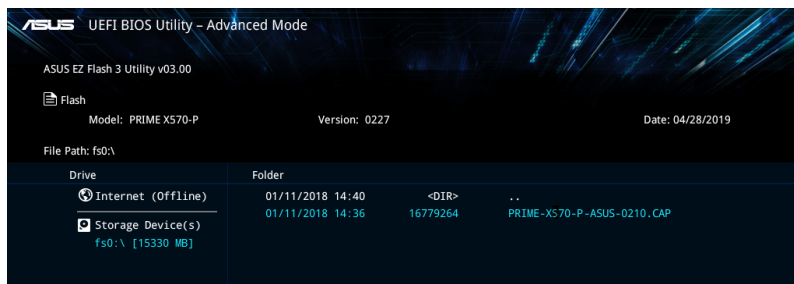 ASUS UEFI BIOS Utility – Advanced Mode
ASUS EZ Flash 3 Utility v03.00
Flash
Model: PRIME X570-P Version: 0227 Date: 04/28/2019
File Path: fs0:\
Drive Folder
Internet (Offline) 01/11/2018 14:40 <DIR> ..
01/11/2018 14:36 16779264 PRIME-X570-P-ASUS-0210.CAP
Storage Device(s)
fs0:\ [15330 MB]